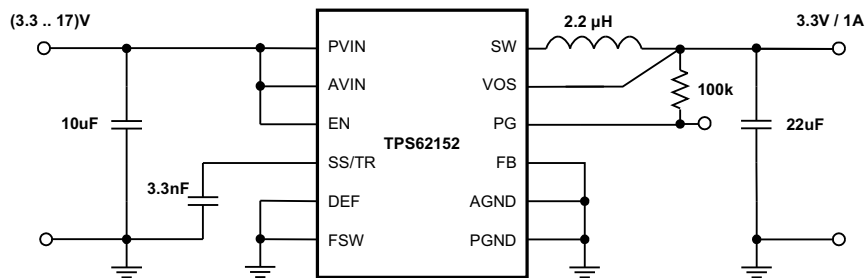 (3.3 .. 17)V
2.2 µH
3.3V / 1A
PVIN
SW
AVIN
VOS
100k
10uF
EN
PG
22uF
TPS62152
SS/TR
FB
3.3nF
DEF
AGND
FSW
PGND